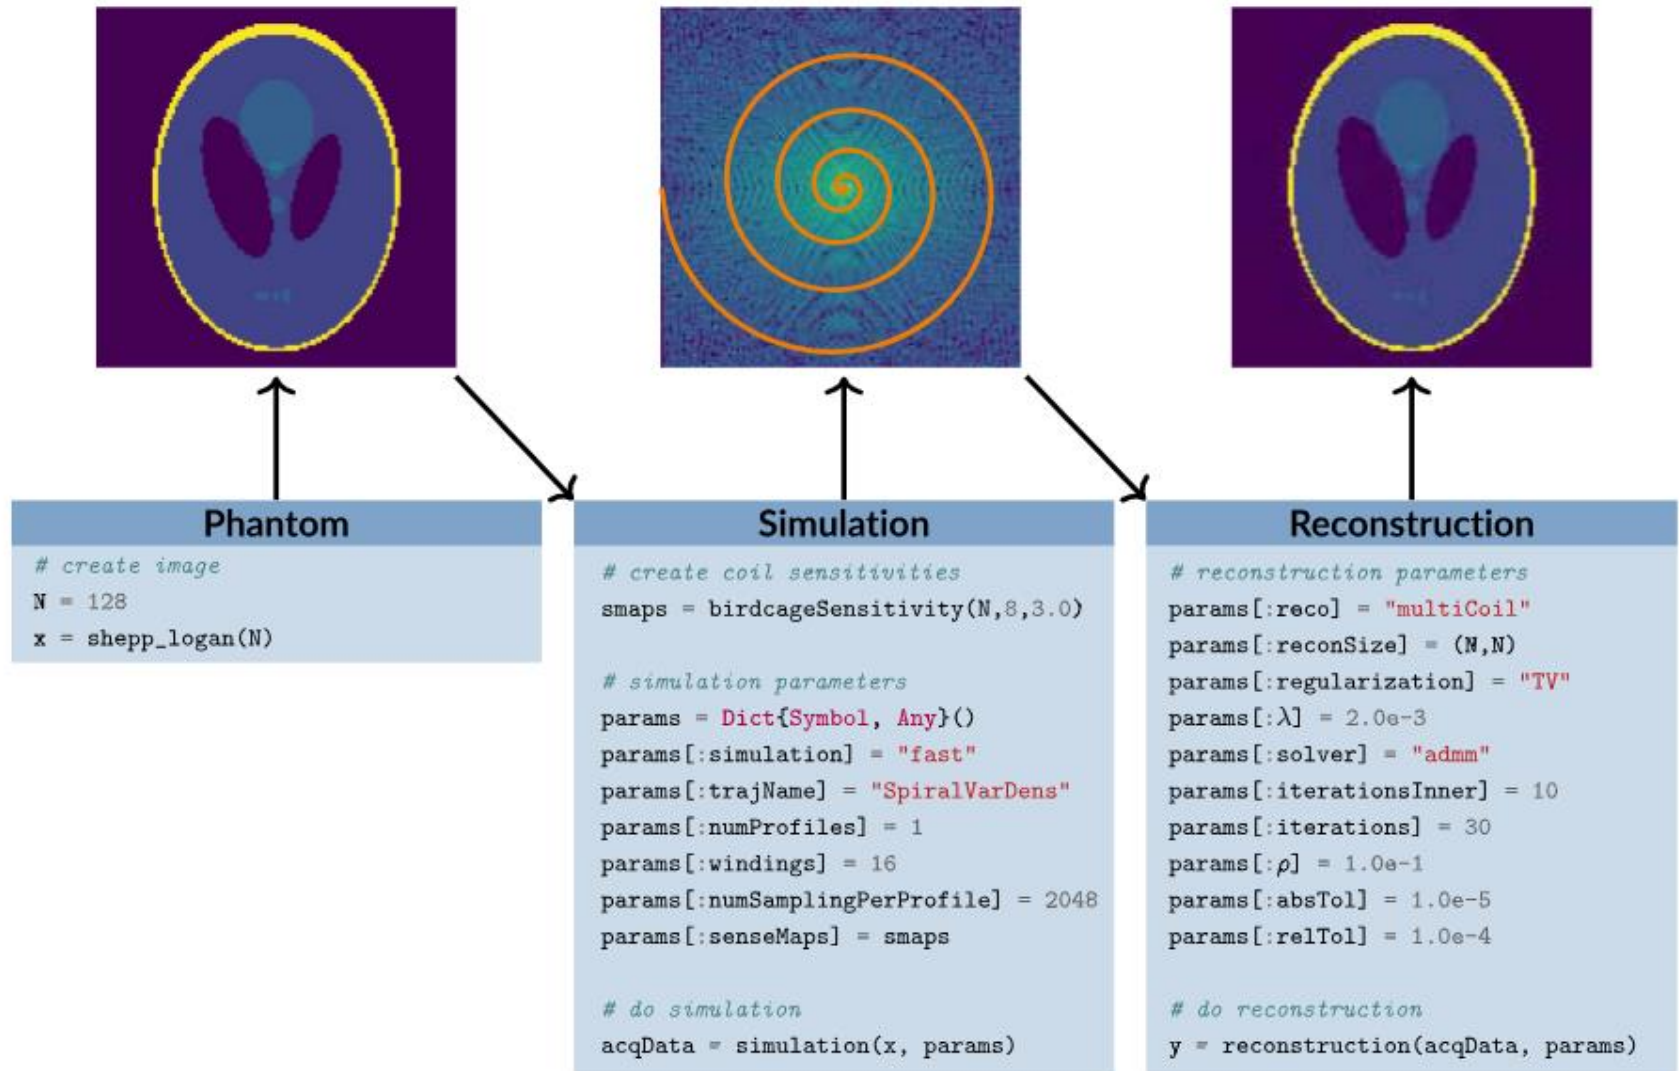 Phantom
# create image
N = 128
x = shepp_logan(N)
Simulation
# create coil sensitivities
smaps = birdcageSensitivity(N,8,3.0)
# simulation parameters
params = Dict{Symbol, Any}()
params[:simulation] = "fast"
params[:trajName] = "SpiralVarDens"
params[:numProfiles] = 1
params[:windings] = 16
params[:numSamplingPerProfile] = 2048
params[:senseMaps] = smaps
# do simulation
acqData = simulation(x, params)
Reconstruction
# reconstruction parameters
params[:reco] = "multiCoil"
params[:reconSize] = (N,N)
params[:regularization] = "TV"
params[:λ] = 2.0e-3
params[:solver] = "admm"
params[:iterationsInner] = 10
params[:iterations] = 30
params[:ρ] = 1.0e-1
params[:absTol] = 1.0e-5
params[:relTol] = 1.0e-4
# do reconstruction
y = reconstruction(acqData, params)